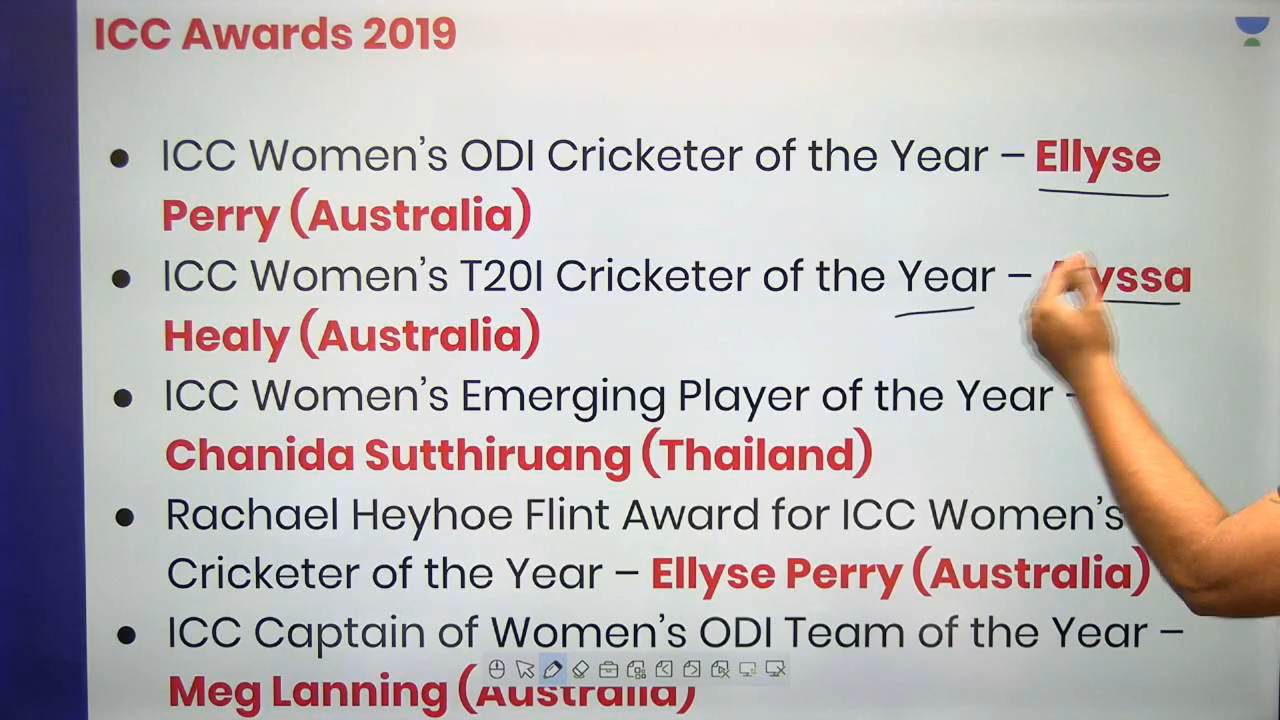 ICC Awards 2019
● ICC Women's ODI Cricketer of the Year – Ellyse
Perry (Australia)
● ICC Women's T20I Cricketer of the Year –
Healy (Australia)
● ICC Women's Emerging Player of the Year -
Chanida Sutthiruang (Thailand)
● Rachael Heyhoe Flint Award for ICC Women's
Cricketer of the Year – Ellyse Perry (Australia)
● ICC Captain of Women's ODI Team of the Year –
Meg Lanning (Australia)